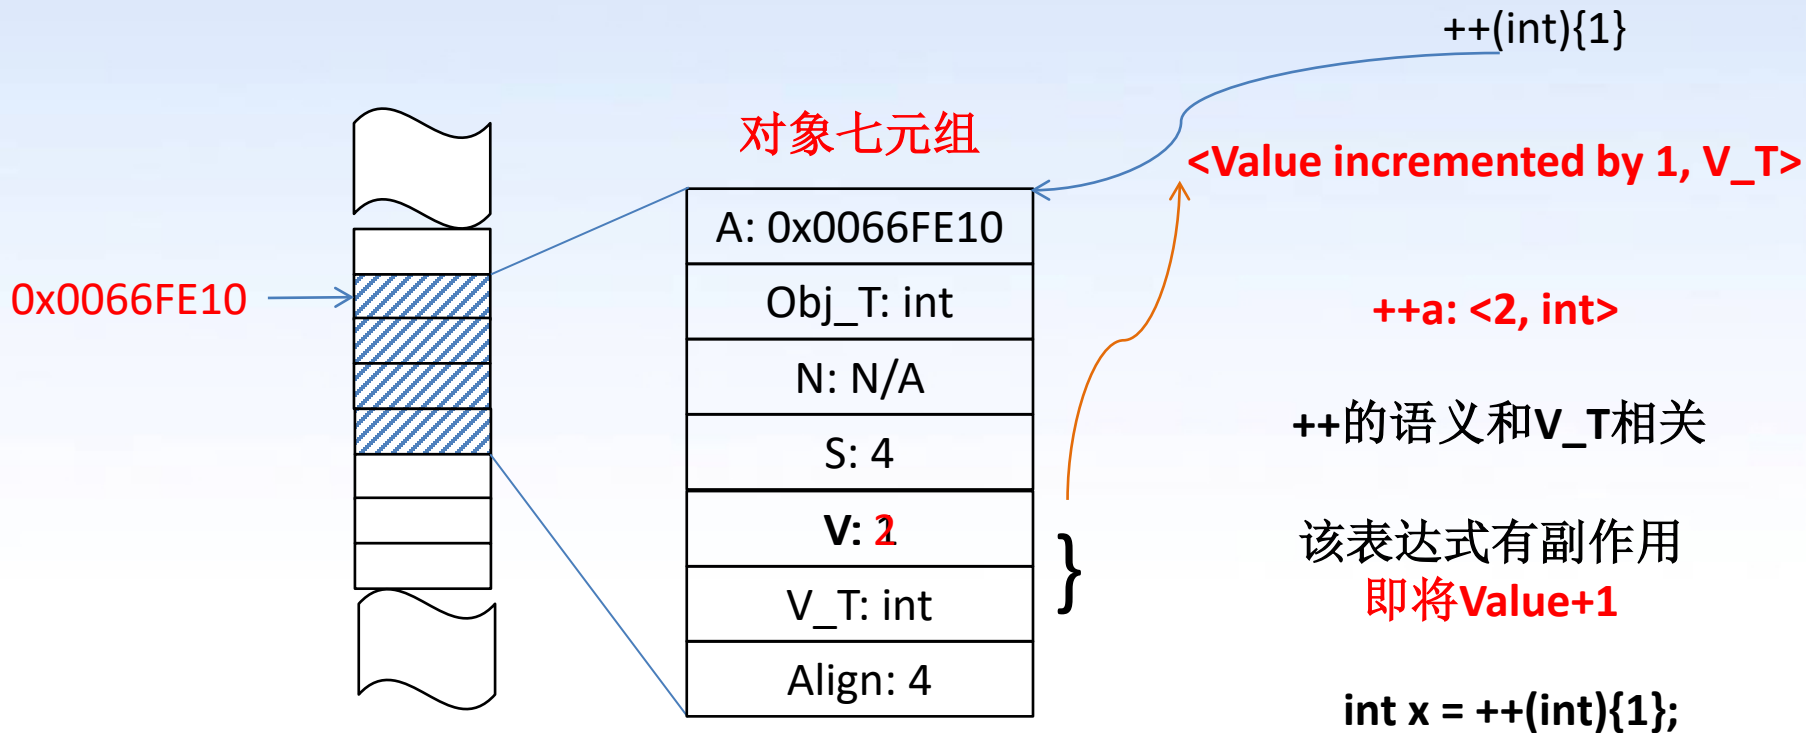 ++(int){1}
对象七元组
<Value incremented by 1, V_T>
0x0066FE10
A: 0x0066FE10
Obj_T: int
N: N/A
S: 4
V: 2
V_T: int
Align: 4
}
++a: <2, int>
++的语义和V_T相关
该表达式有副作用
即将Value+1
int x = ++(int){1};